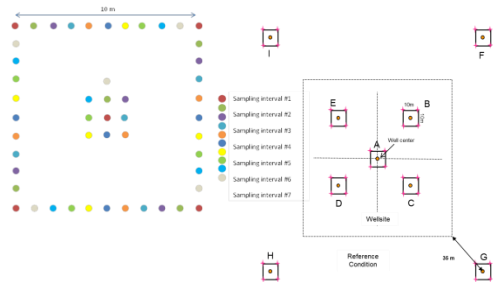 10 m
Sampling interval #1
Sampling interval #2
Sampling interval #3
Sampling interval #4
Sampling interval #5
Sampling interval #6
Sampling interval #7
I
F
E
B
10m
10m
A
Well center
D
C
Wellsite
H
Reference
Condition
G